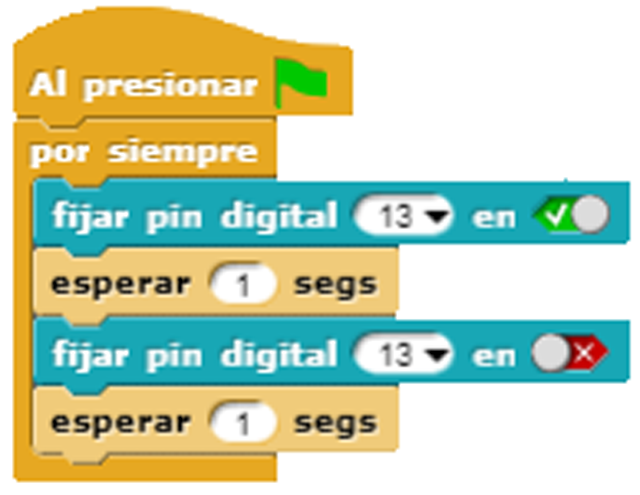 Al presionar
por siempre
fijar pin digital 13 en
esperar 1 segs
fijar pin digital 13 en
esperar 1 segs